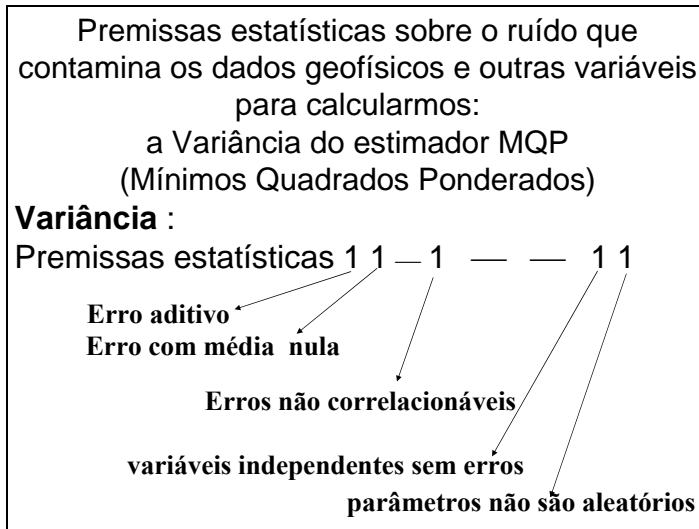 Premissas estatísticas sobre o ruído que
contamina os dados geofísicos e outras variáveis
para calcularmos:
a Variância do estimador MQP
(Mínimos Quadrados Ponderados)
Variância :
Premissas estatísticas 1 1 — 1 — — 1 1
Erro aditivo
Erro com média nula
Erros não correlacionáveis
variáveis independentes sem erros
parâmetros não são aleatórios